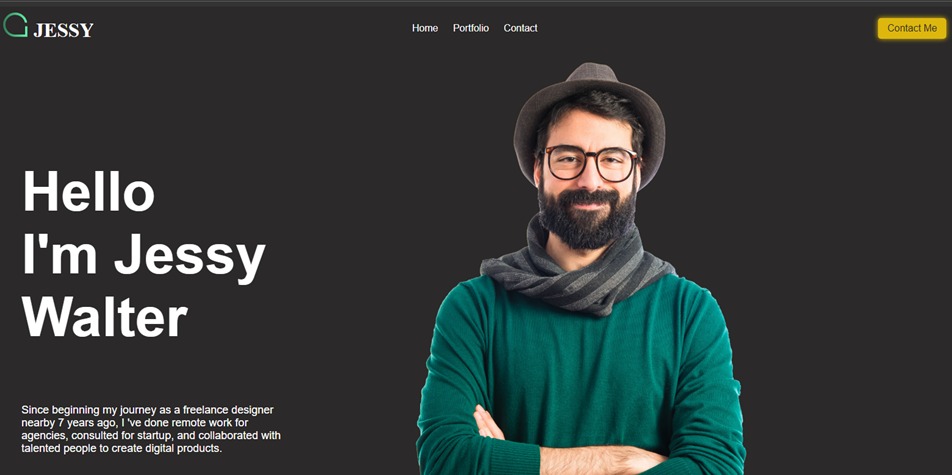 JESSY
Home Portfolio Contact
Contact Me
Hello
I'm Jessy
Walter
Since beginning my journey as a freelance designer
nearby 7 years ago, I 've done remote work for
agencies, consulted for startup, and collaborated with
talented people to create digital products.